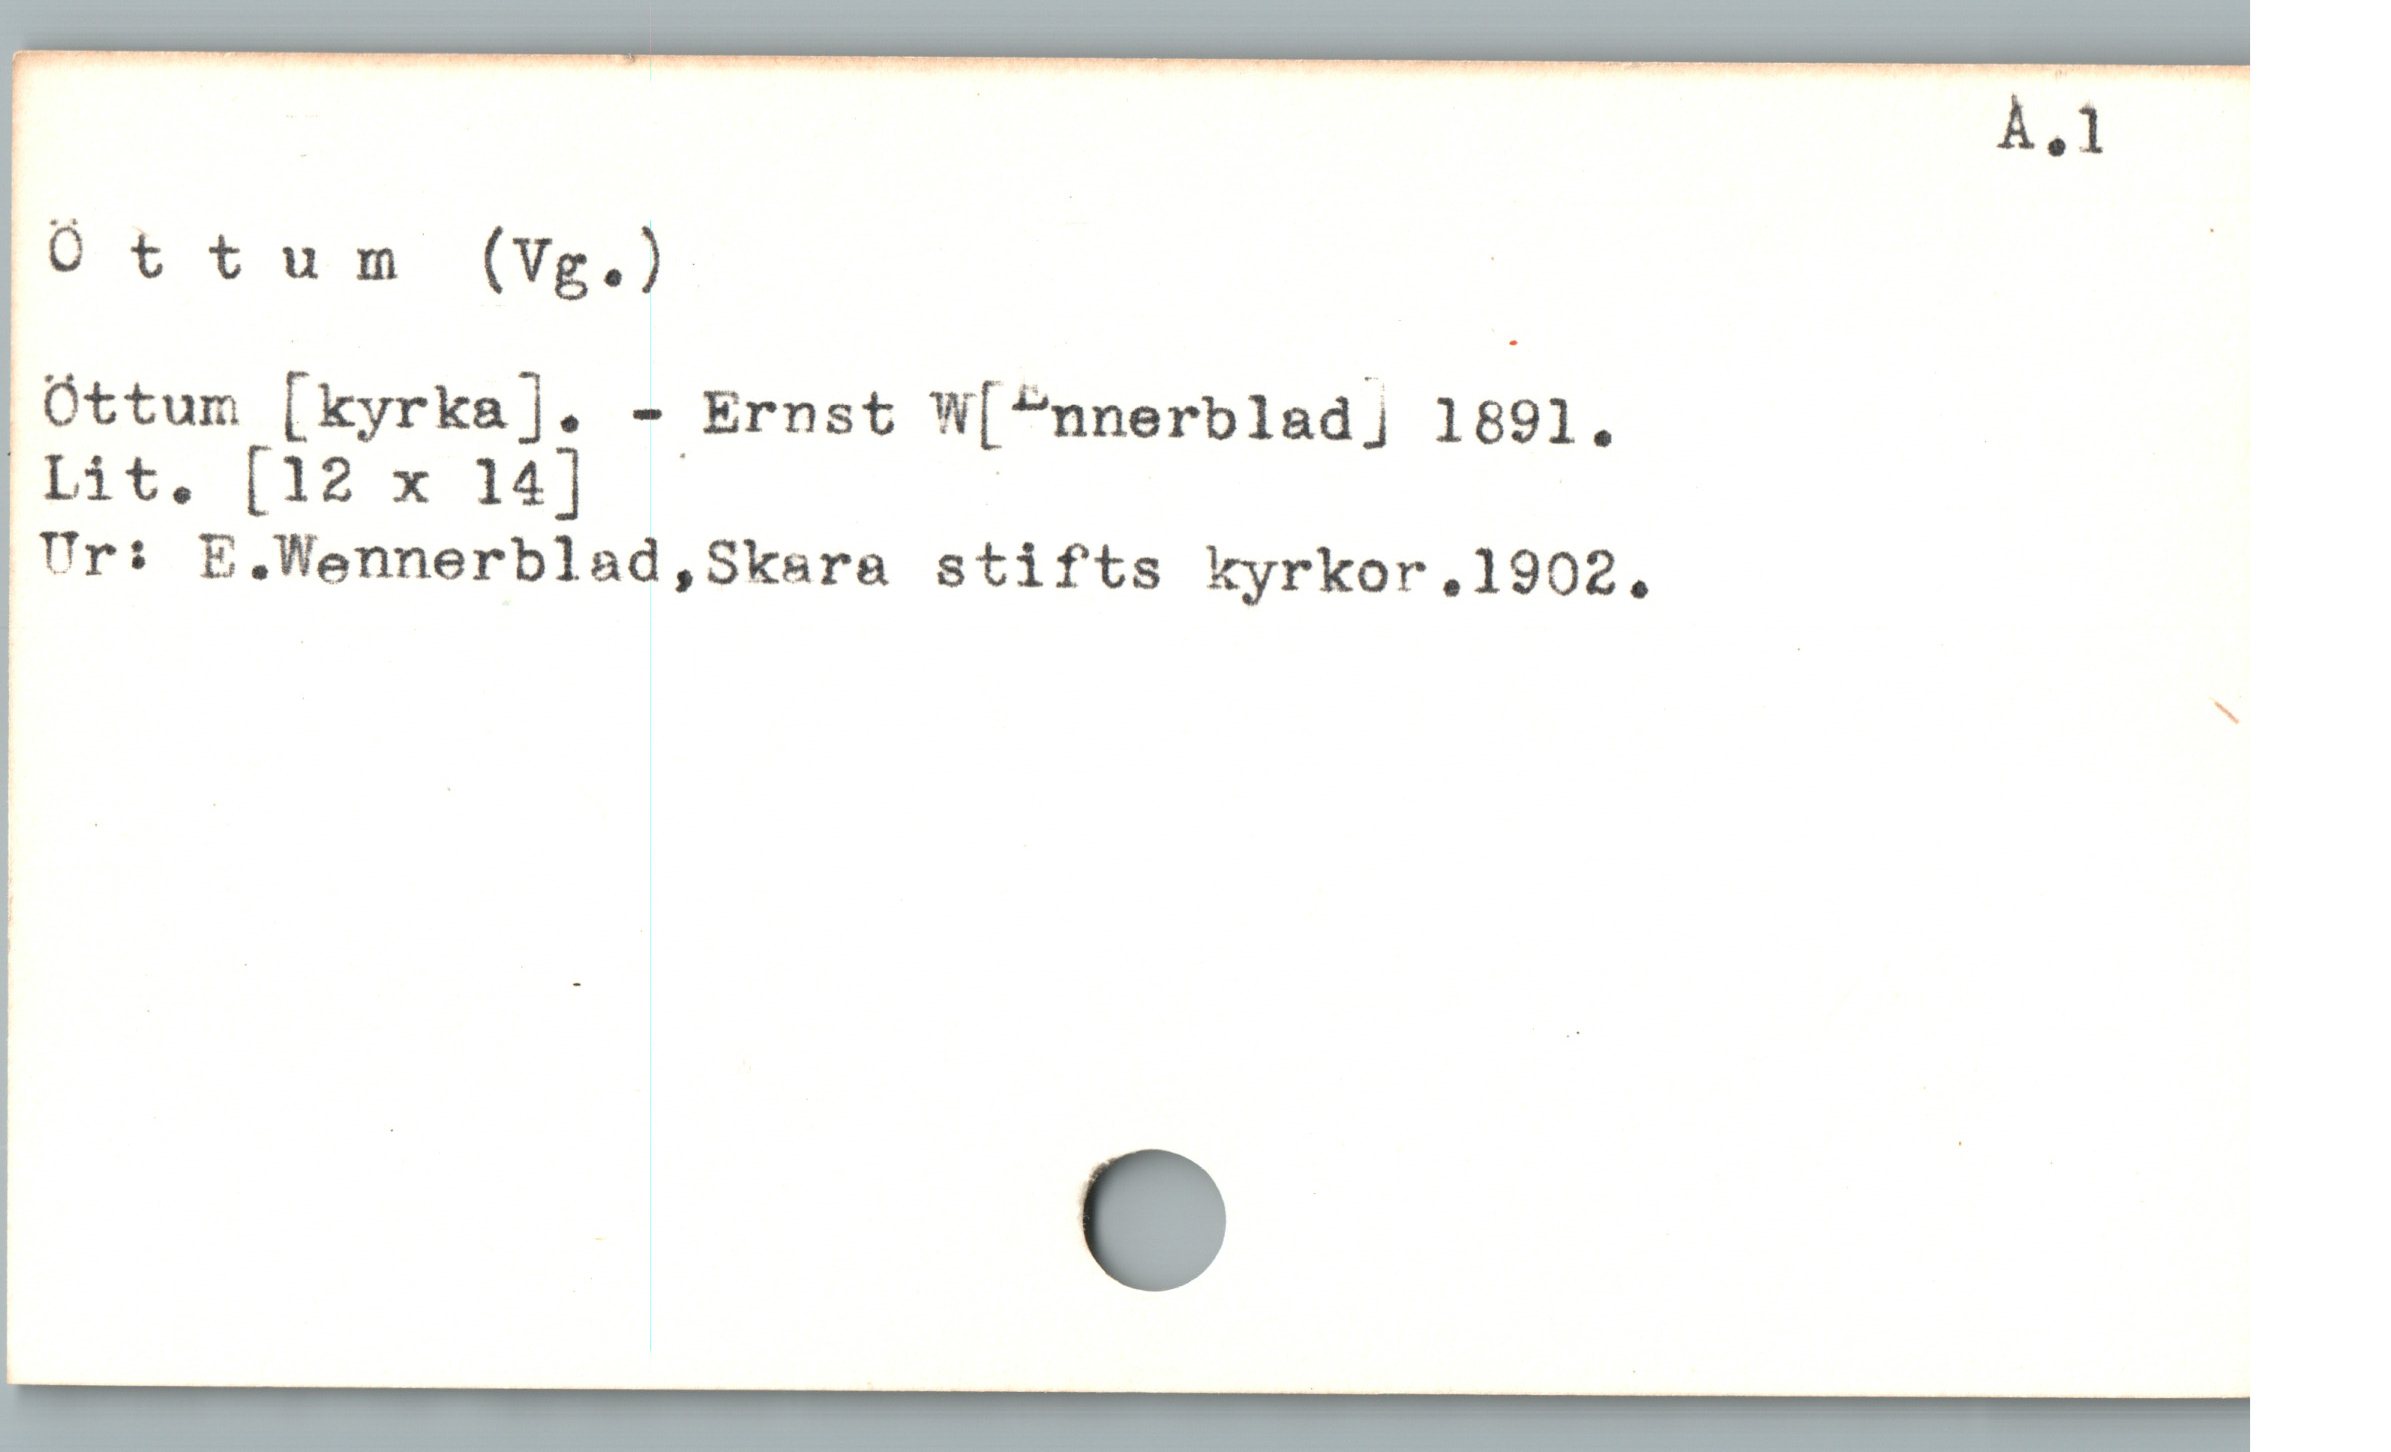 A.1
Ö t t u m (Vg.)
Öttum [kyrka]. - Ernst W[Ennerblad] 1891.
Lit. [12 x 14]
Ur: E.Wennerblad,Skara stifts kyrkor.1902.